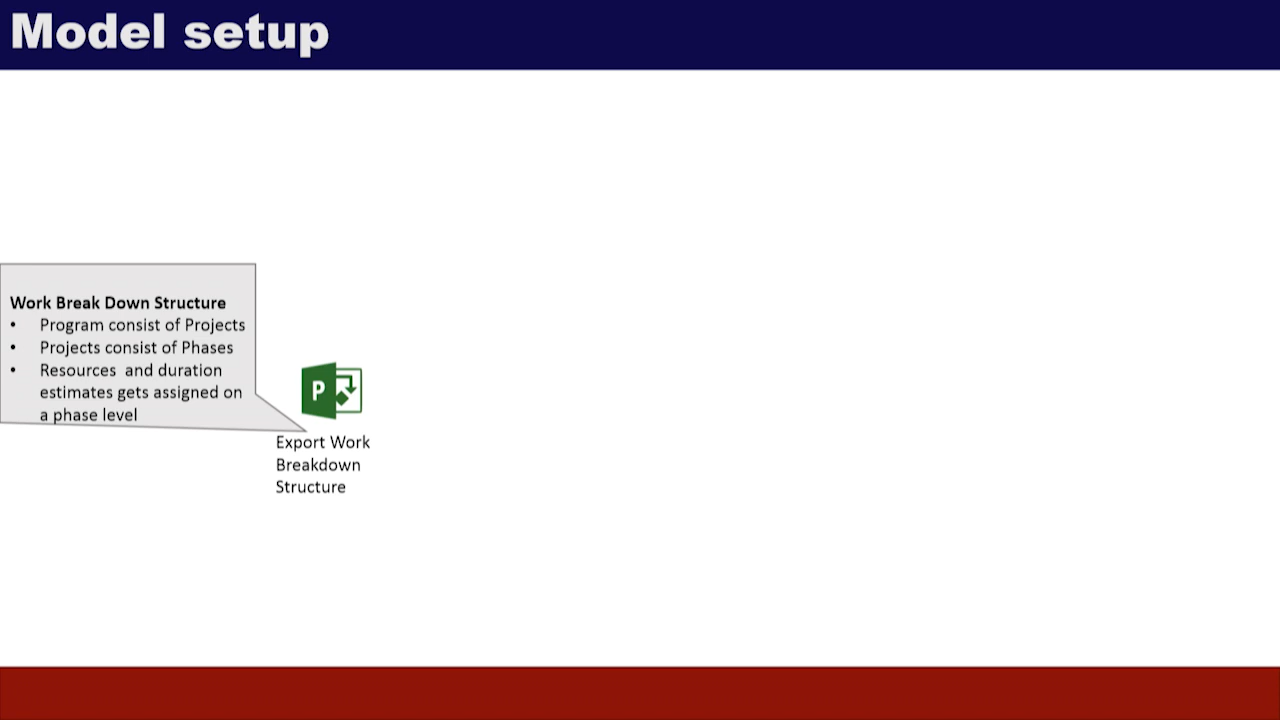 Model setup
Work Break Down Structure
• Program consist of Projects
• Projects consist of Phases
• Resources and duration
estimates gets assigned on
a phase level
P
Export Work
Breakdown
Structure